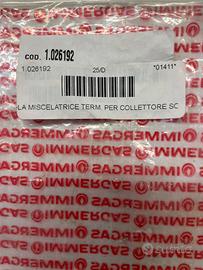 COD. 1.026192
1.026192 25/D *01411*
LA MISCELATRICE TERM. PER COLLETTORE SC
IMMERGAS
IMMERGAS
IMMERGAS
IMMERGAS